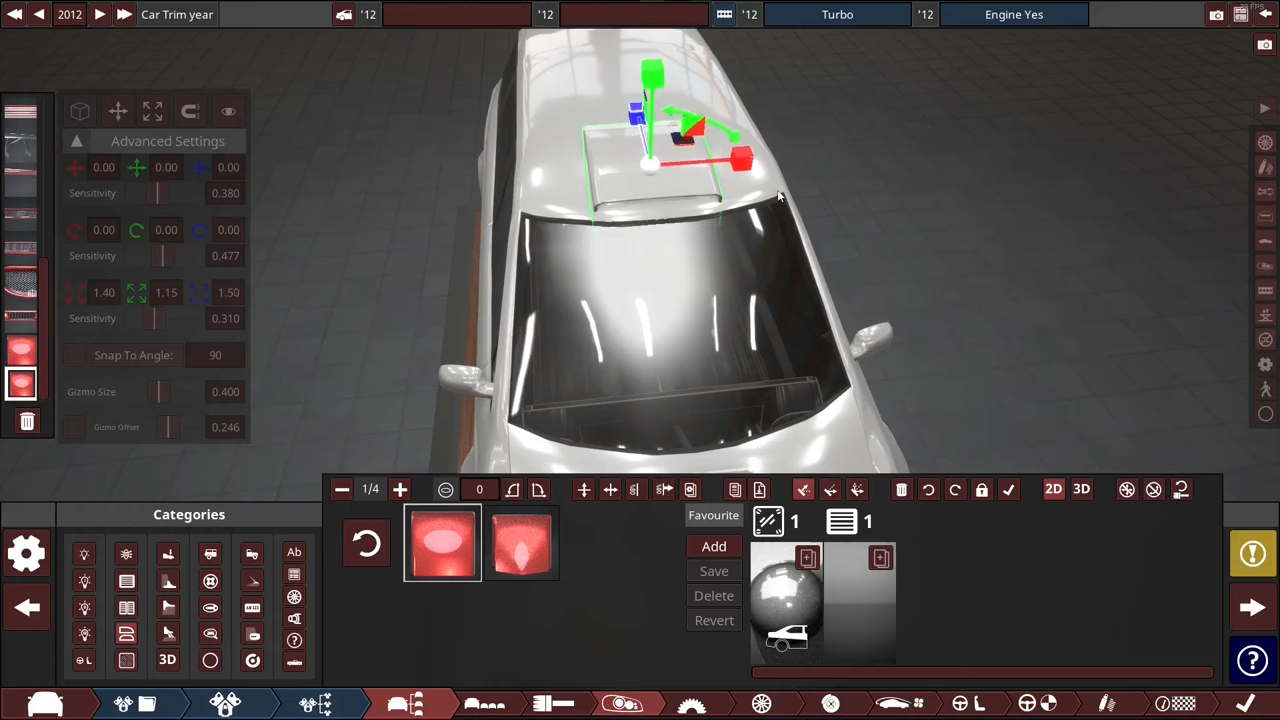 2012 Car Trim year '12 '12 Turbo '12 Engine Yes
Advanced Settings
0.00 0.00 0.00
Sensitivity 0.380
0.00 0.00 0.00
Sensitivity 0.477
1.40 1.15 1.50
Sensitivity 0.310
Snap To Angle: 90
Gizmo Size 0.400
Gizmo Offset 0.246
1/4 0 2D 3D
Categories
Ab
3D
L
Favourite 1 1
Add
Save
Delete
Revert